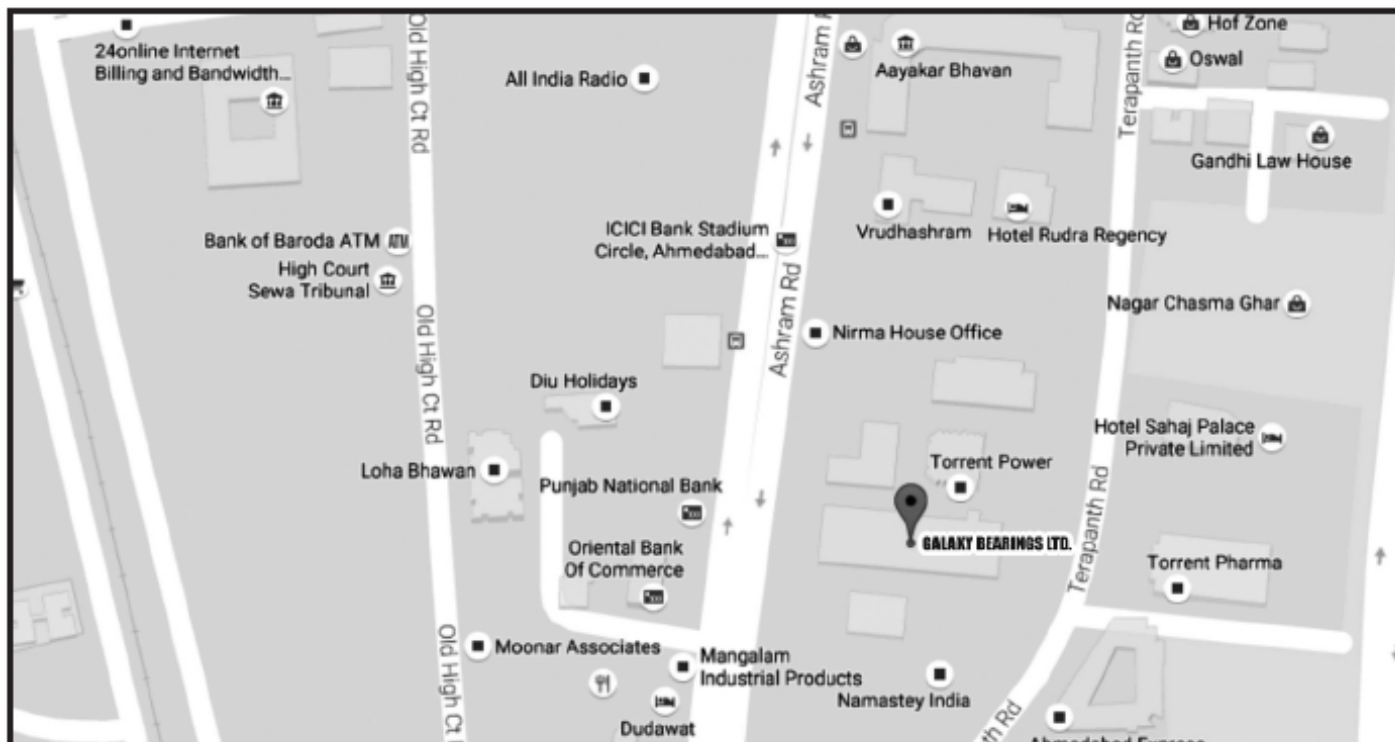 Hof Zone
24online Internet
Billing and Bandwidth...
Old High Ct Rd
All India Radio
Ashram R
Aayakar Bhavan
Terapanth Rd
Oswal
Gandhi Law House
Bank of Baroda ATM
ATM
High Court
Sewa Tribunal
ICICI Bank Stadium
Circle, Ahmedabad...
Vrudhashram
Hotel Rudra Regency
Nagar Chasma Ghar
Old High Ct Rd
Ashram Rd
Nirma House Office
Diu Holidays
Hotel Sahaj Palace
Private Limited
Loha Bhawan
Punjab National Bank
Torrent Power
Terapanth Rd
GALAXY BEARINGS LTD.
Oriental Bank
Of Commerce
Torrent Pharma
Old High Ct
Moonar Associates
Mangalam
Industrial Products
Namastey India
Dudawat
th Rd